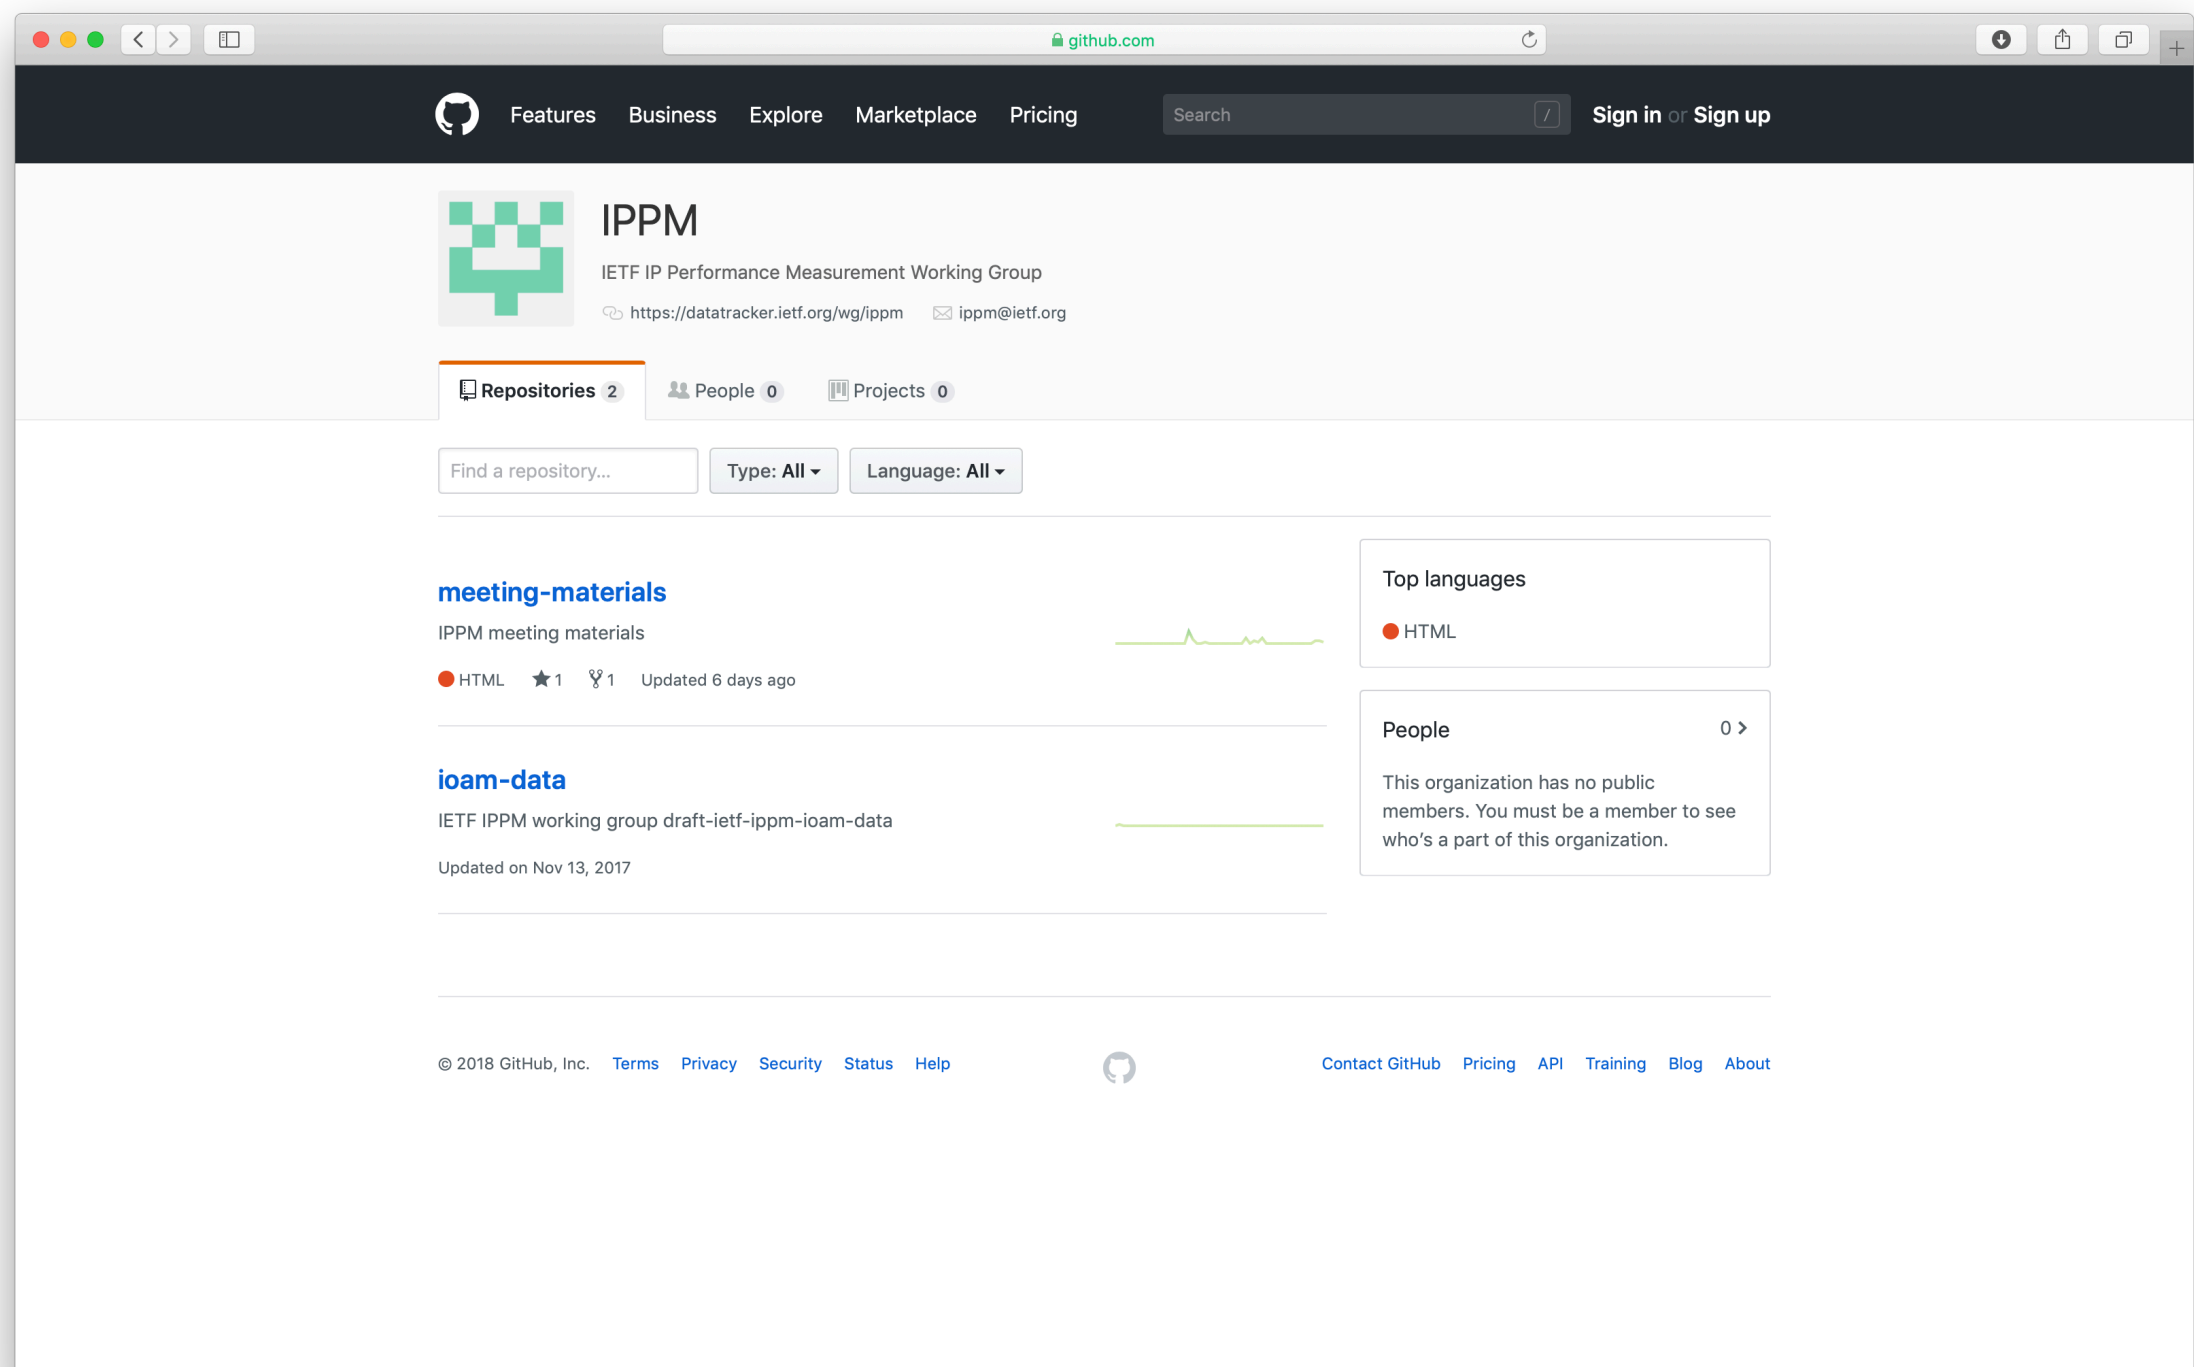 github.com
Features Business Explore Marketplace Pricing Search / Sign in or Sign up
IPPM
IETF IP Performance Measurement Working Group
https://datatracker.ietf.org/wg/ippm ippm@ietf.org
Repositories 2 People 0 Projects 0
Find a repository... Type: All Language: All
meeting-materials
IPPM meeting materials
HTML 1 1 Updated 6 days ago
ioam-data
IETF IPPM working group draft-ietf-ippm-ioam-data
Updated on Nov 13, 2017
Top languages
HTML
People 0
This organization has no public
members. You must be a member to see
who’s a part of this organization.
© 2018 GitHub, Inc. Terms Privacy Security Status Help Contact GitHub Pricing API Training Blog About